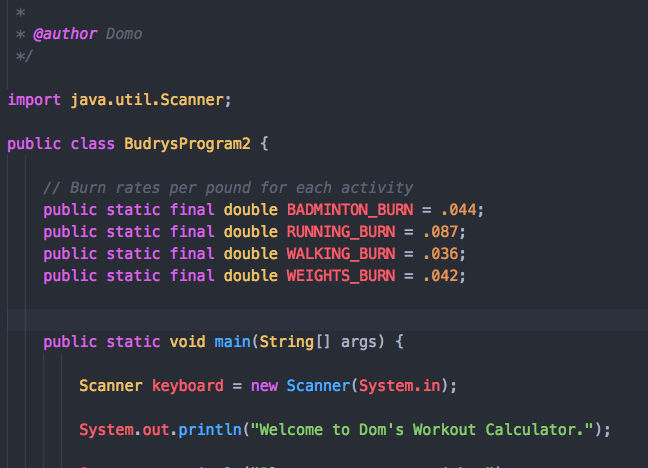 *
* @author Domo
*/
import java.util.Scanner;
public class BudrysProgram2 {
// Burn rates per pound for each activity
public static final double BADMINTON_BURN = .044;
public static final double RUNNING_BURN = .087;
public static final double WALKING_BURN = .036;
public static final double WEIGHTS_BURN = .042;
public static void main(String[] args) {
Scanner keyboard = new Scanner(System.in);
System.out.println("Welcome to Dom's Workout Calculator.");